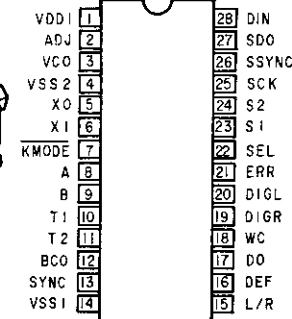 VDD1 1 28 DIN
ADJ 2 27 SDO
VCO 3 26 SSYNC
VSS2 4 25 SCK
XO 5 24 S2
XI 6 23 S1
KMODE 7 22 SEL
A 8 21 ERR
B 9 20 DIGL
T1 10 19 DIGR
T2 11 18 WC
BCO 12 17 DO
SYNC 13 16 DEF
VSS1 14 15 L/R